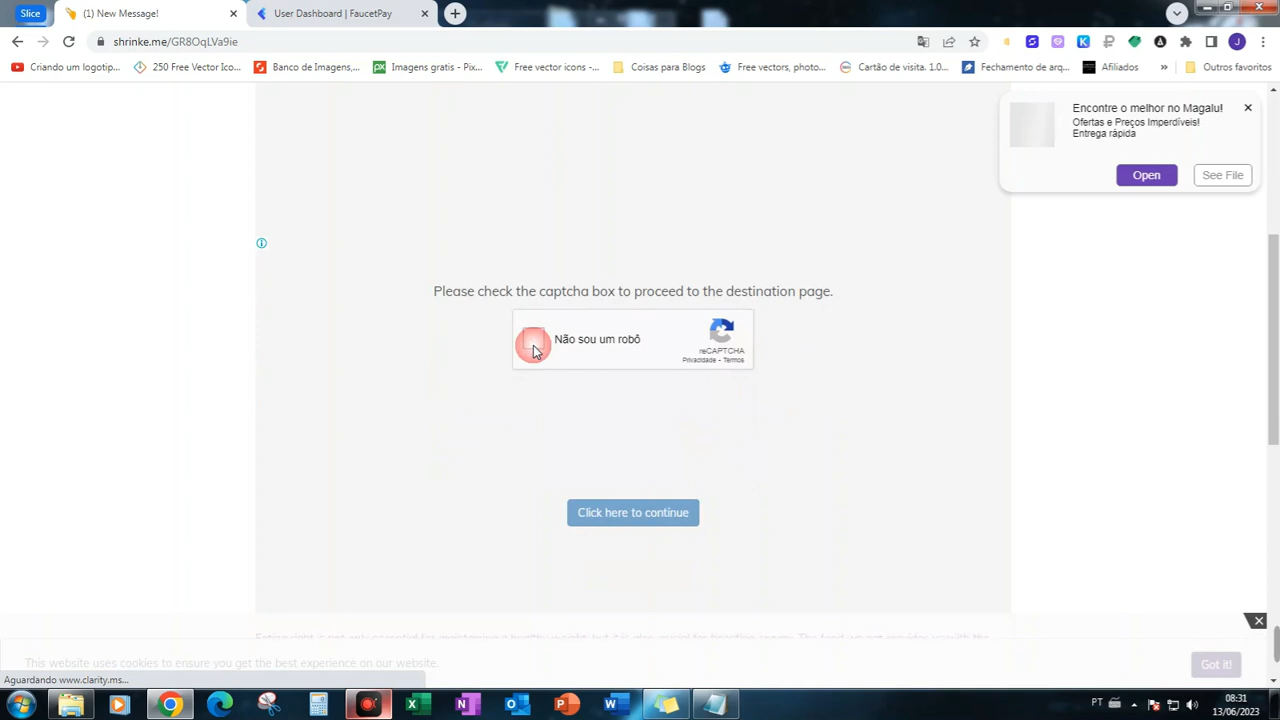 Slice
(1) New Message!
User Dashboard | FaucetPay
shrinke.me/GR8OqLVa9ie
Criando um logotip...
250 Free Vector Ico...
Banco de Imagens,...
Imagens gratis - Pix...
Free vector icons -...
Coisas para Blogs
Free vectors, photo...
Cartão de visita. 1.0...
Fechamento de arq...
Afiliados
»
Outros favoritos
Encontre o melhor no Magalu!
Ofertas e Preços Imperdíveis!
Entrega rápida
Open
See File
Please check the captcha box to proceed to the destination page.
Não sou um robô
reCAPTCHA
Privacidade - Termos
Click here to continue
This website uses cookies to ensure you get the best experience on our website.
Got it!
Aguardando www.clarity.ms...
PT
08:31
13/06/2023